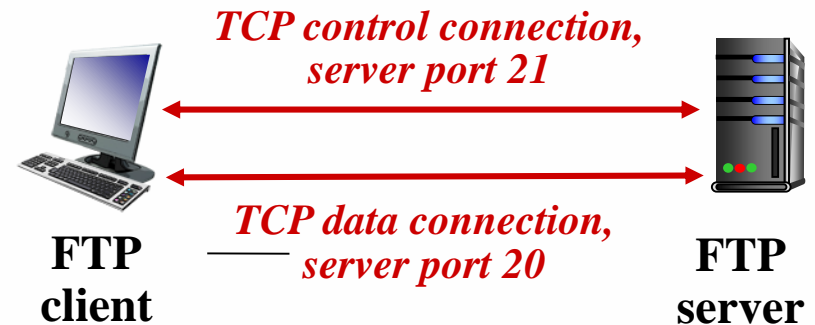 TCP control connection,
server port 21
TCP data connection,
server port 20
FTP
client
FTP
server